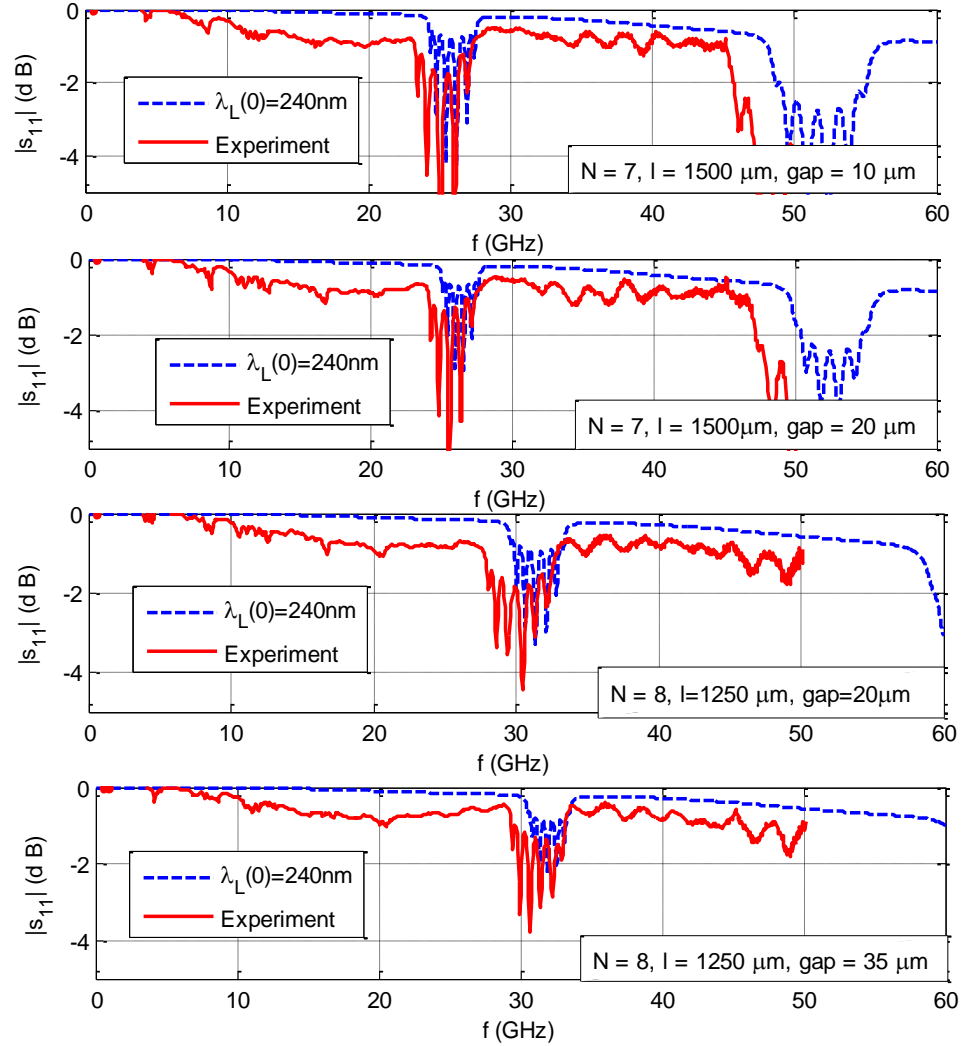 0
-2
-4
|s11| (d B)
λL(0)=240nm
Experiment
N = 7, l = 1500 μm, gap = 10 μm
0 10 20 30 40 50 60
f (GHz)
0
-2
-4
|s11| (d B)
λL(0)=240nm
Experiment
N = 7, l = 1500μm, gap = 20 μm
0 10 20 30 40 50 60
f (GHz)
0
-2
-4
|s11| (d B)
λL(0)=240nm
Experiment
N = 8, l=1250 μm, gap=20μm
0 10 20 30 40 50 60
f (GHz)
0
-2
-4
|s11| (d B)
λL(0)=240nm
Experiment
N = 8, l = 1250 μm, gap = 35 μm
0 10 20 30 40 50 60
f (GHz)